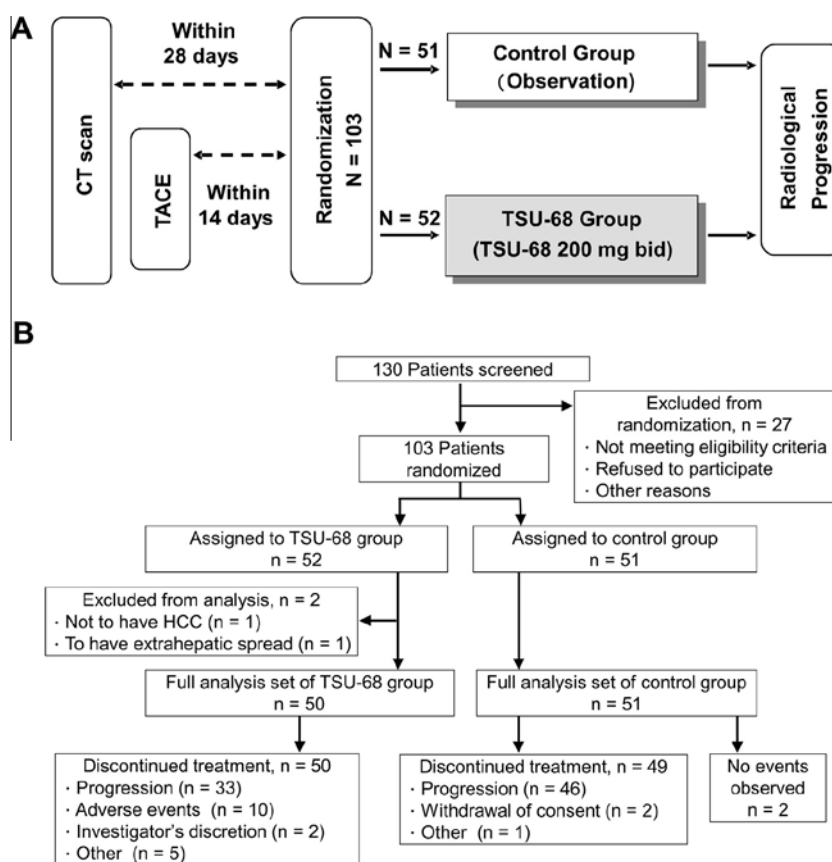 A
Within
28 days
CT scan
TACE
Within
14 days
Randomization
N = 103
N = 51
Control Group
(Observation)
N = 52
TSU-68 Group
(TSU-68 200 mg bid)
Radiological
Progression
B
130 Patients screened
Excluded from
randomization, n = 27
· Not meeting eligibility criteria
· Refused to participate
· Other reasons
103 Patients
randomized
Assigned to TSU-68 group
n = 52
Assigned to control group
n = 51
Excluded from analysis, n = 2
· Not to have HCC (n = 1)
· To have extrahepatic spread (n = 1)
Full analysis set of TSU-68 group
n = 50
Full analysis set of control group
n = 51
Discontinued treatment, n = 50
· Progression (n = 33)
· Adverse events (n = 10)
· Investigator's discretion (n = 2)
· Other (n = 5)
Discontinued treatment, n = 49
· Progression (n = 46)
· Withdrawal of consent (n = 2)
· Other (n = 1)
No events
observed
n = 2